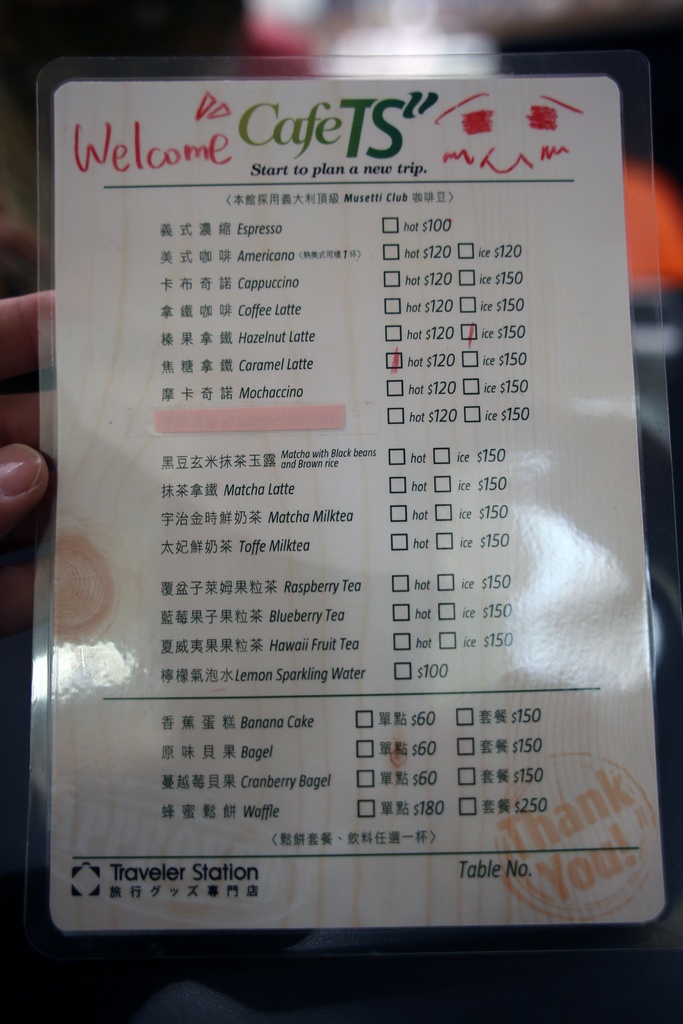 Welcome
Cafe TS
Start to plan a new trip.
〈本館採用義大利頂級 Musetti Club 咖啡豆〉
義式濃縮 Espresso □ hot $100
美式咖啡 Americano〈熱美式可續1杯〉 □ hot $120 □ ice $120
卡布奇諾 Cappuccino □ hot $120 □ ice $150
拿鐵咖啡 Coffee Latte □ hot $120 □ ice $150
榛果拿鐵 Hazelnut Latte □ hot $120 □ ice $150
焦糖拿鐵 Caramel Latte □ hot $120 □ ice $150
摩卡奇諾 Mochaccino □ hot $120 □ ice $150
□ hot $120 □ ice $150
黑豆玄米抹茶玉露 Matcha with Black beans and Brown rice □ hot □ ice $150
抹茶拿鐵 Matcha Latte □ hot □ ice $150
宇治金時鮮奶茶 Matcha Milktea □ hot □ ice $150
太妃鮮奶茶 Toffe Milktea □ hot □ ice $150
覆盆子萊姆果粒茶 Raspberry Tea □ hot □ ice $150
藍莓果子果粒茶 Blueberry Tea □ hot □ ice $150
夏威夷果果粒茶 Hawaii Fruit Tea □ hot □ ice $150
檸檬氣泡水 Lemon Sparkling Water □ $100
香蕉蛋糕 Banana Cake □ 單點 $60 □ 套餐 $150
原味貝果 Bagel □ 單點 $60 □ 套餐 $150
蔓越莓貝果 Cranberry Bagel □ 單點 $60 □ 套餐 $150
蜂蜜鬆餅 Waffle □ 單點 $180 □ 套餐 $250
〈鬆餅套餐、飲料任選一杯〉
Thank You!
Traveler Station
旅行グッズ專門店
Table No.